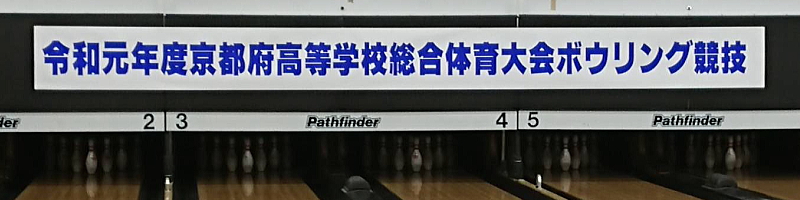 令和元年度京都府高等学校総合体育大会ボウリング競技
2 3 Pathfinder 4 5 Pathfinder